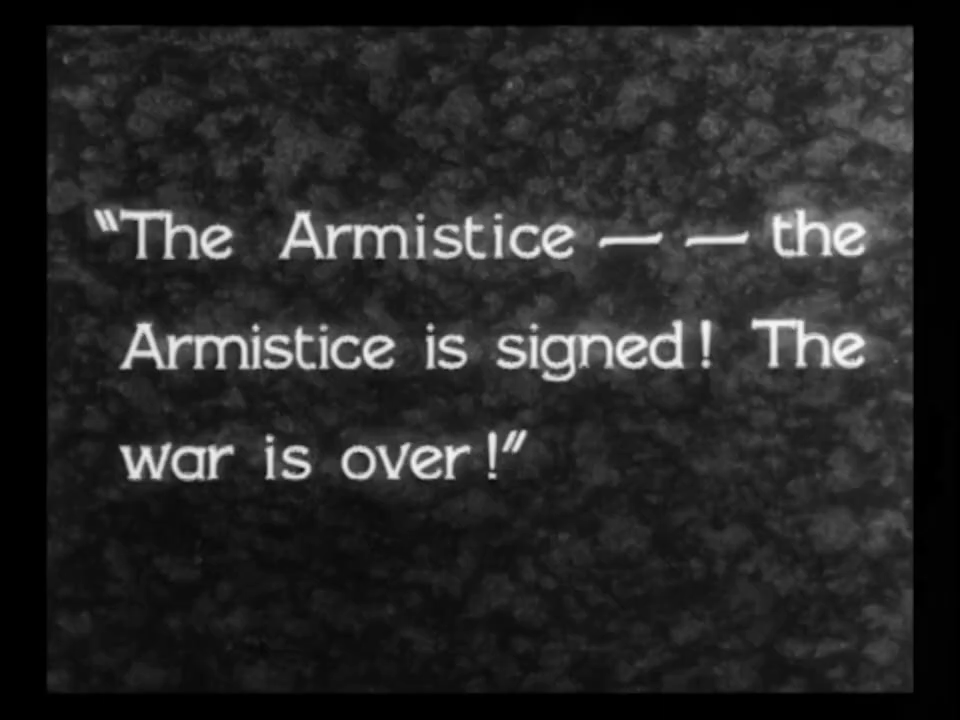 “The Armistice — — the
Armistice is signed! The
war is over!”